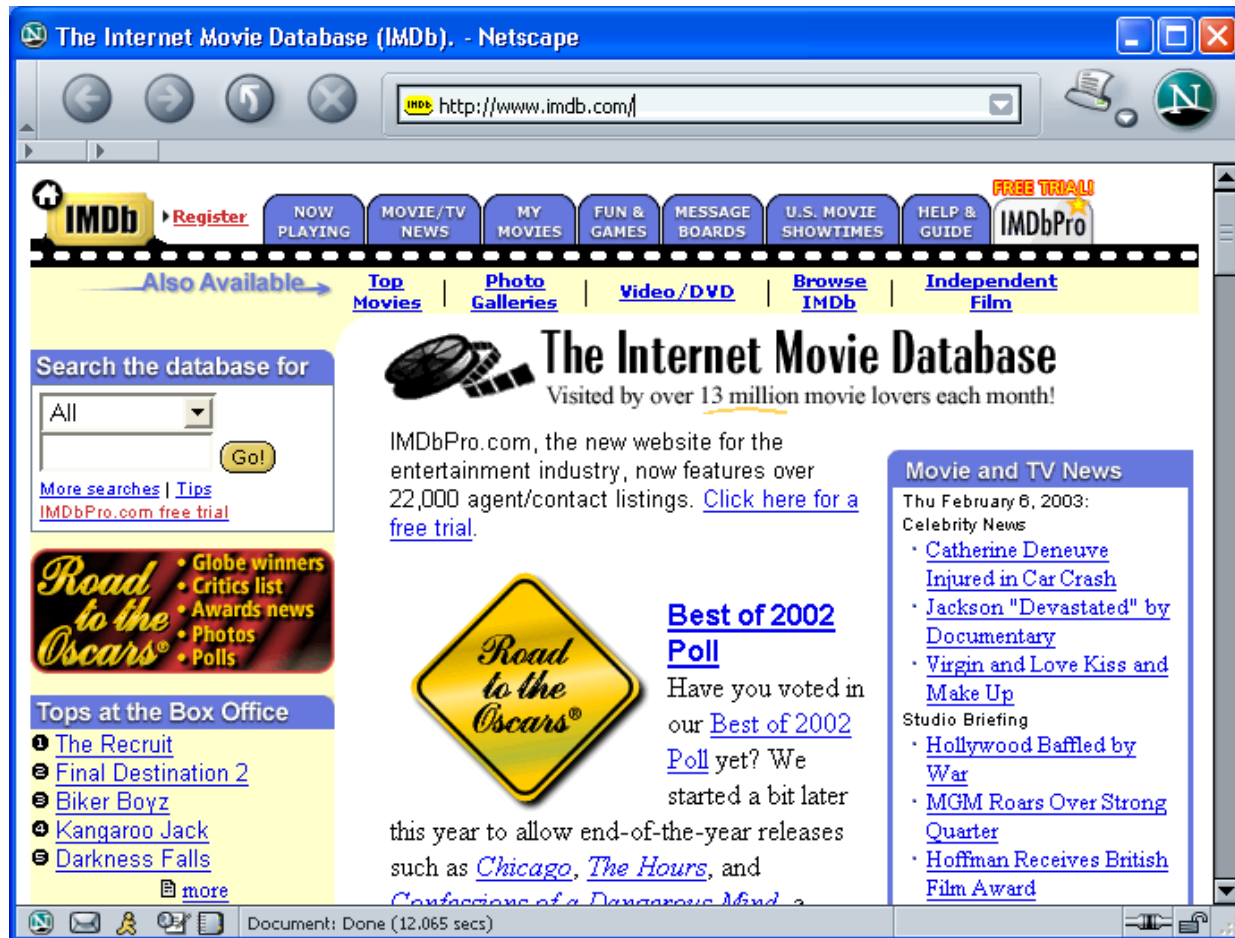 The Internet Movie Database (IMDb). - Netscape
IMDb http://www.imdb.com/
N
IMDb
Register
NOW PLAYING
MOVIE/TV NEWS
MY MOVIES
FUN & GAMES
MESSAGE BOARDS
U.S. MOVIE SHOWTIMES
HELP & GUIDE
FREE TRIAL!
IMDbPro
Also Available
Top Movies | Photo Galleries | Video/DVD | Browse IMDb | Independent Film
Search the database for
All
Go!
More searches | Tips
IMDbPro.com free trial
Road to the Oscars®
• Globe winners
• Critics list
• Awards news
• Photos
• Polls
Tops at the Box Office
1 The Recruit
2 Final Destination 2
3 Biker Boyz
4 Kangaroo Jack
5 Darkness Falls
more
The Internet Movie Database
Visited by over 13 million movie lovers each month!
IMDbPro.com, the new website for the
entertainment industry, now features over
22,000 agent/contact listings. Click here for a
free trial.
Road
to the
Oscars®
Best of 2002
Poll
Have you voted in
our Best of 2002
Poll yet? We
started a bit later
this year to allow end-of-the-year releases
such as Chicago, The Hours, and
Confessions of a Dangerous Mind, a
Movie and TV News
Thu February 6, 2003:
Celebrity News
· Catherine Deneuve
Injured in Car Crash
· Jackson "Devastated" by
Documentary
· Virgin and Love Kiss and
Make Up
Studio Briefing
· Hollywood Baffled by
War
· MGM Roars Over Strong
Quarter
· Hoffman Receives British
Film Award
Document: Done (12.065 secs)